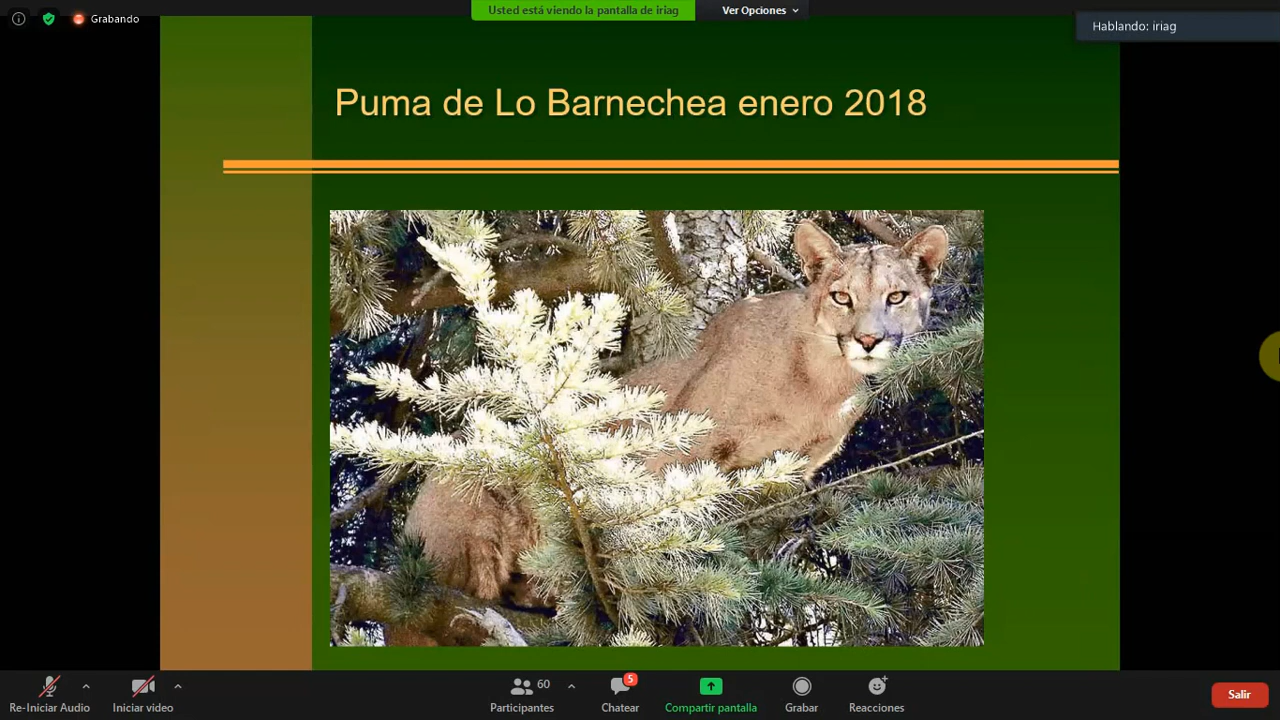 Grabando
Usted está viendo la pantalla de iriag
Ver Opciones
Hablando: iriag
Puma de Lo Barnechea enero 2018
Re-Iniciar Audio
Iniciar video
60
Participantes
5
Chatear
Compartir pantalla
Grabar
Reacciones
Salir